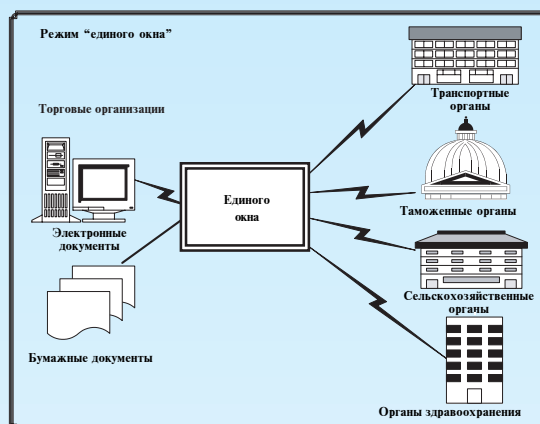 Режим “единого окна”
Торговые организации
Электронные
документы
Бумажные документы
Единого
окна
Транспортные
органы
Таможенные органы
Сельскохозяйственные
органы
Органы здравоохранения